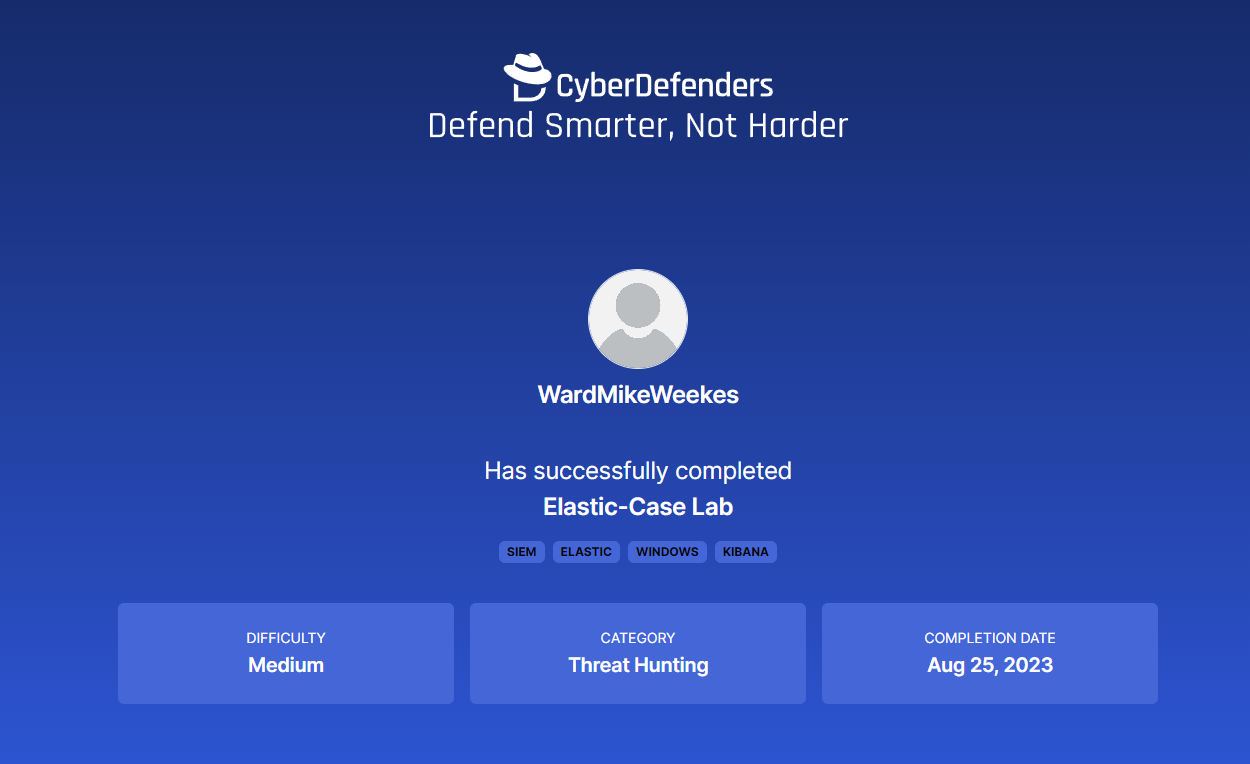 CyberDefenders
Defend Smarter, Not Harder
WardMikeWeekes
Has successfully completed
Elastic-Case Lab
SIEM ELASTIC WINDOWS KIBANA
DIFFICULTY
Medium
CATEGORY
Threat Hunting
COMPLETION DATE
Aug 25, 2023